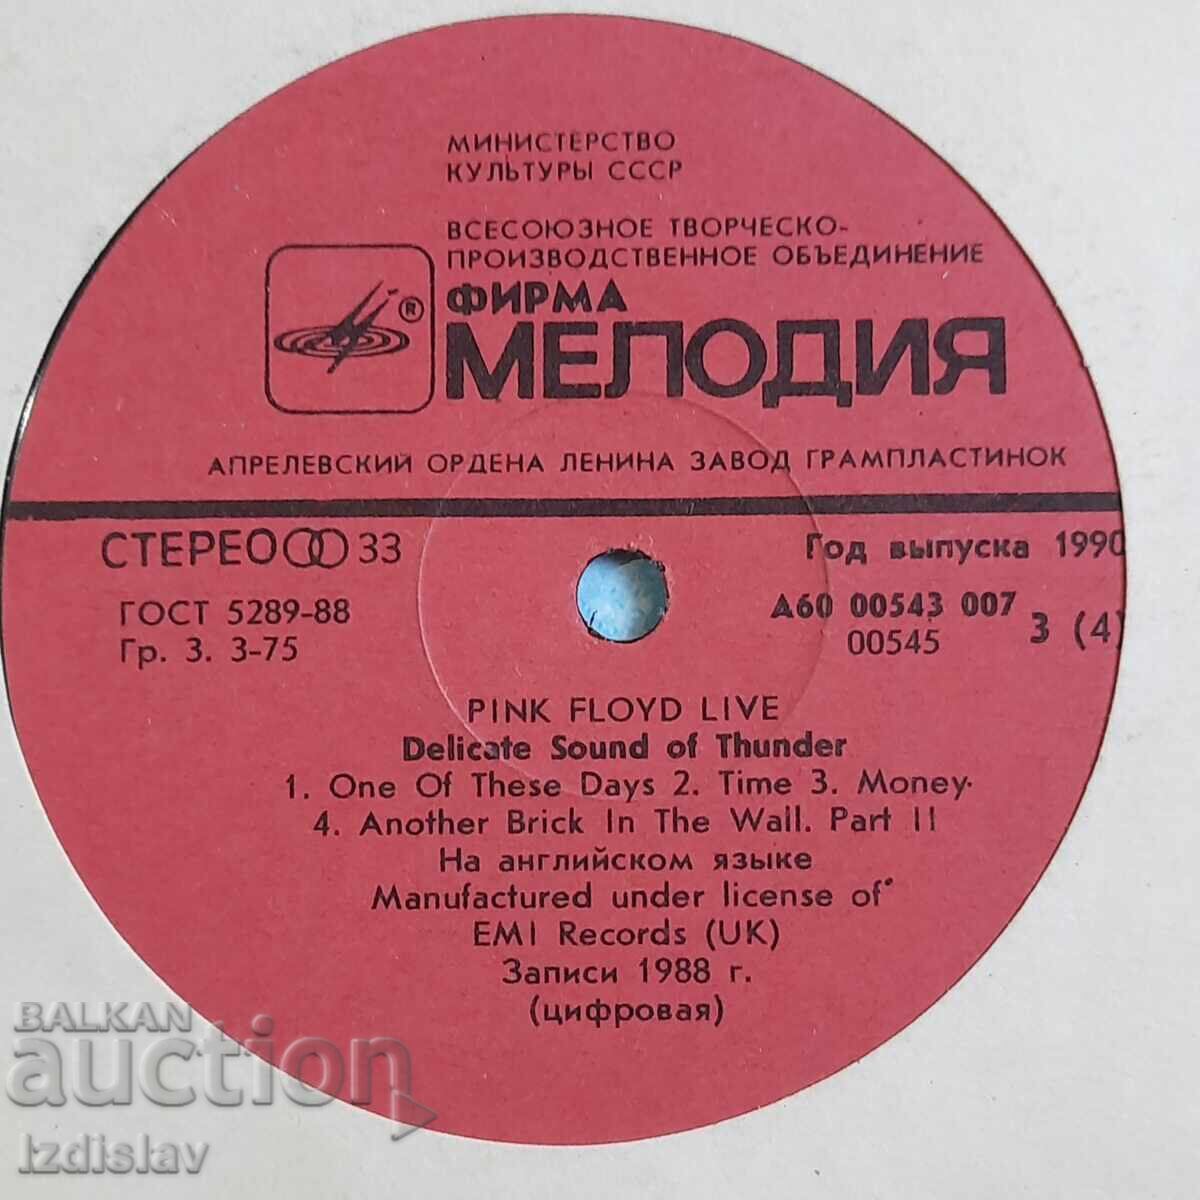 МИНИСТЕРСТВО
КУЛЬТУРЫ СССР
ВСЕСОЮЗНОЕ ТВОРЧЕСКО-
ПРОИЗВОДСТВЕННОЕ ОБЪЕДИНЕНИЕ
ФИРМА
МЕЛОДИЯ
®
АПРЕЛЕВСКИЙ ОРДЕНА ЛЕНИНА ЗАВОД ГРАМПЛАСТИНОК
СТЕРЕО 33
Год выпуска 1990
ГОСТ 5289-88
Гр. 3. 3-75
А60 00543 007
00545
3 (4)
PINK FLOYD LIVE
Delicate Sound of Thunder
1. One Of These Days 2. Time 3. Money.
4. Another Brick In The Wall. Part II
На английском языке
Manufactured under license of
EMI Records (UK)
Записи 1988 г.
(цифровая)
BALKAN
auction
Izdislav